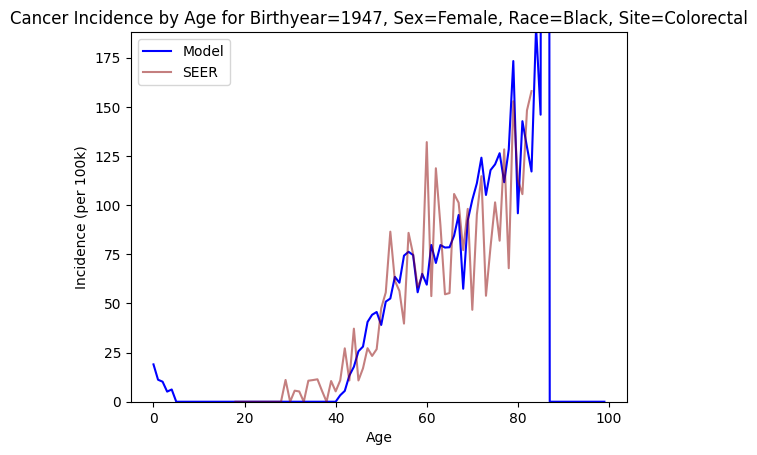 Cancer Incidence by Age for Birthyear=1947, Sex=Female, Race=Black, Site=Colorectal
Model
SEER
175
150
125
100
75
50
25
0
Incidence (per 100k)
0 20 40 60 80 100
Age